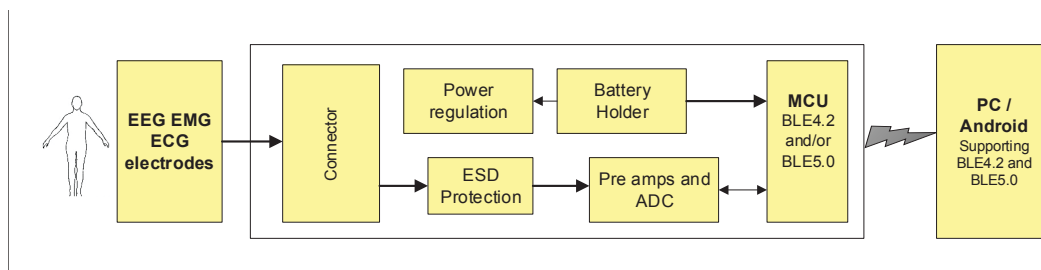 EEG EMG
ECG
electrodes
Connector
Power
regulation
Battery
Holder
ESD
Protection
Pre amps and
ADC
MCU
BLE4.2
and/or
BLE5.0
PC /
Android
Supporting
BLE4.2 and
BLE5.0